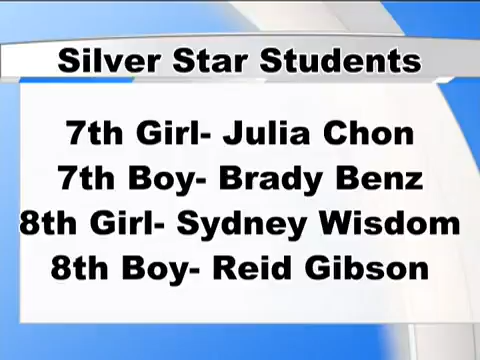 Silver Star Students
7th Girl- Julia Chon
7th Boy- Brady Benz
8th Girl- Sydney Wisdom
8th Boy- Reid Gibson